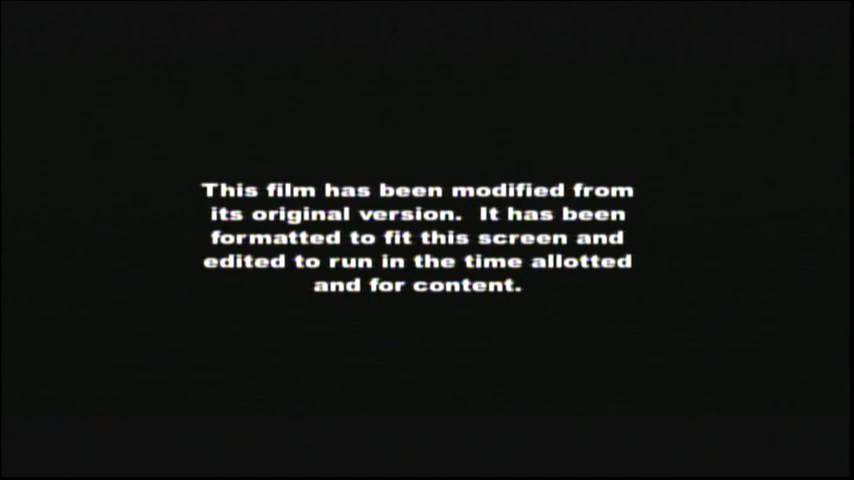 This film has been modified from
its original version.  It has been
formatted to fit this screen and
edited to run in the time allotted
and for content.